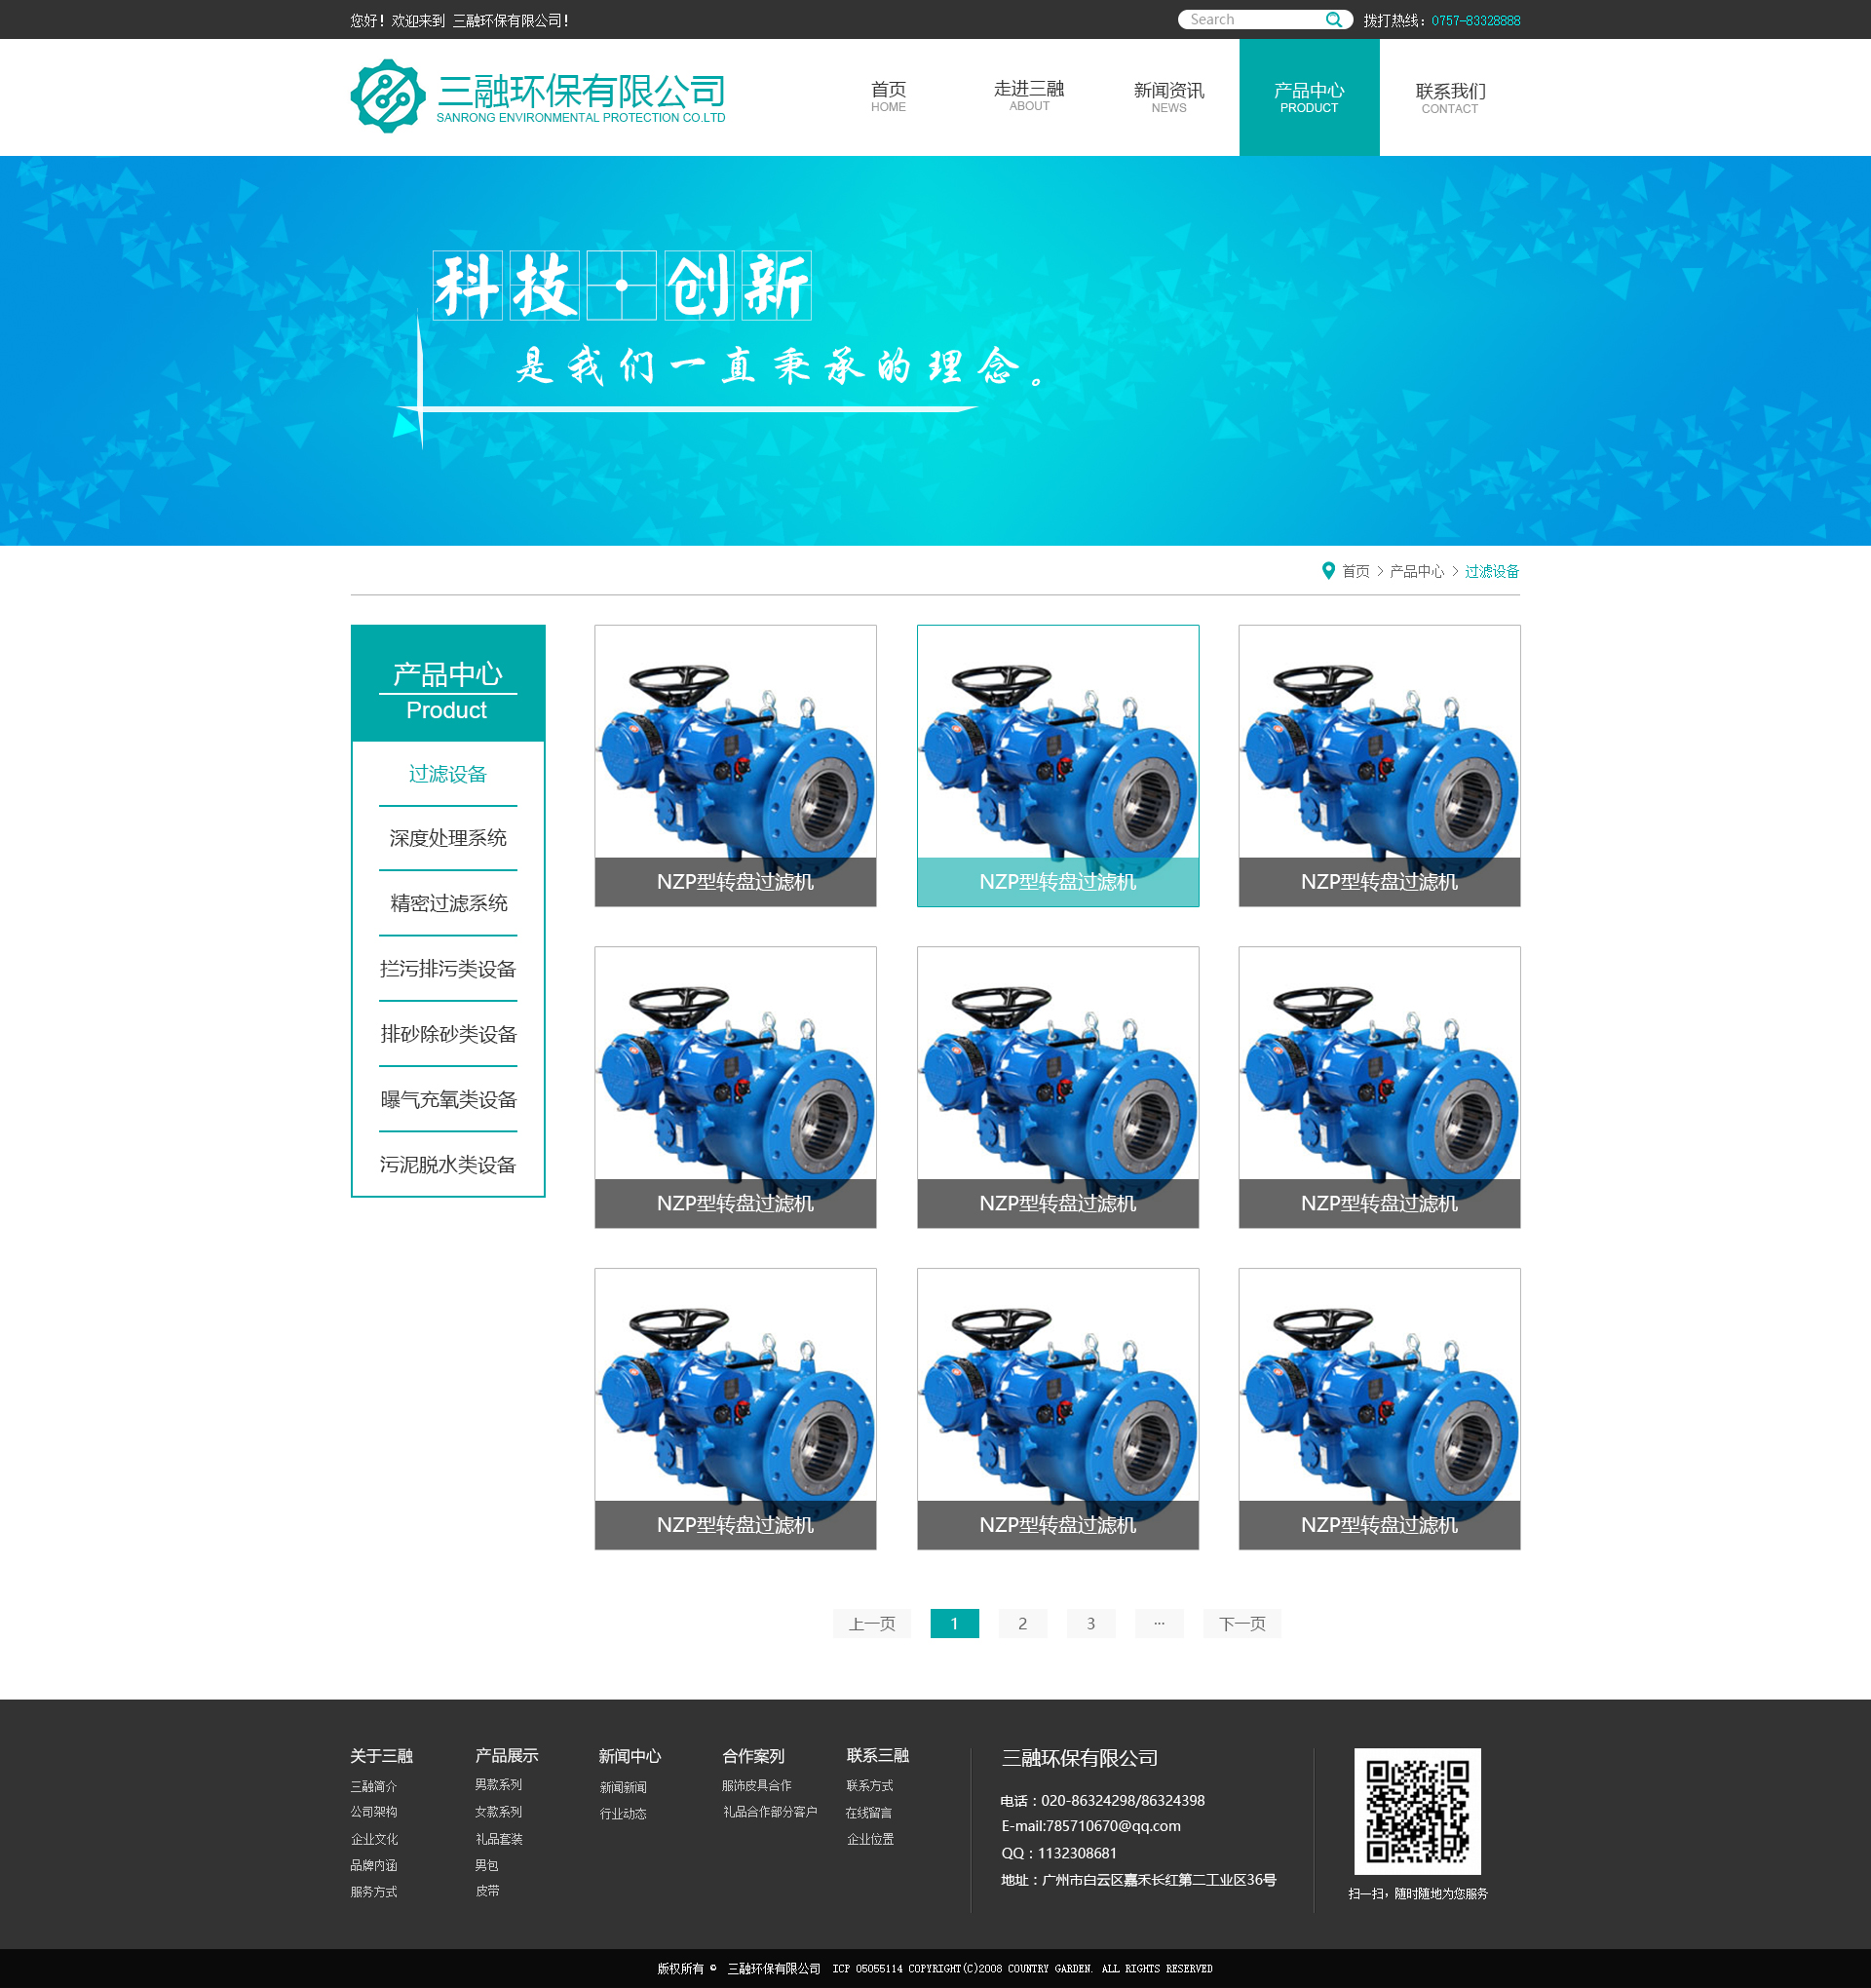 您好！欢迎来到 三融环保有限公司！
Search
拨打热线：0757-83328888
三融环保有限公司
SANRONG ENVIRONMENTAL PROTECTION CO.LTD
首页
HOME
走进三融
ABOUT
新闻资讯
NEWS
产品中心
PRODUCT
联系我们
CONTACT
科技·创新
是我们一直秉承的理念。
首页 > 产品中心 > 过滤设备
产品中心
Product
过滤设备
深度处理系统
精密过滤系统
拦污排污类设备
排砂除砂类设备
曝气充氧类设备
污泥脱水类设备
NZP型转盘过滤机
NZP型转盘过滤机
NZP型转盘过滤机
NZP型转盘过滤机
NZP型转盘过滤机
NZP型转盘过滤机
NZP型转盘过滤机
NZP型转盘过滤机
NZP型转盘过滤机
上一页 1 2 3 ... 下一页
关于三融
三融简介
公司架构
企业文化
品牌内涵
服务方式
产品展示
男款系列
女款系列
礼品套装
男包
皮带
新闻中心
新闻新闻
行业动态
合作案列
服饰皮具合作
礼品合作部分客户
联系三融
联系方式
在线留言
企业位置
三融环保有限公司
电话：020-86324298/86324398
E-mail:785710670@qq.com
QQ：1132308681
地址：广州市白云区嘉禾长红第二工业区36号
扫一扫，随时随地为您服务
版权所有 © 三融环保有限公司 ICP 05055114 COPYRIGHT(C)2008 COUNTRY GARDEN. ALL RIGHTS RESERVED